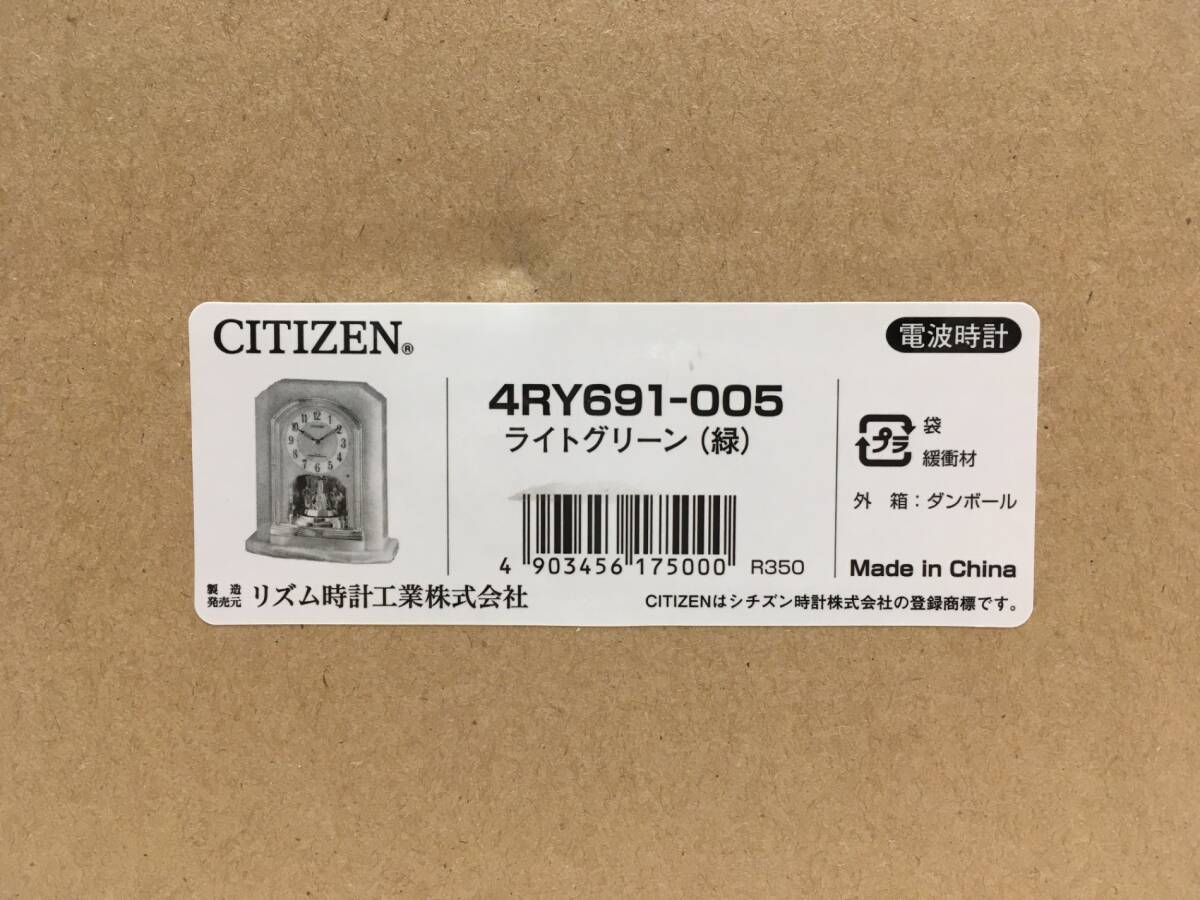 CITIZEN®
電波時計
4RY691-005
ライトグリーン（緑）
プラ
袋
緩衝材
外 箱：ダンボール
4 903456 175000
R350
Made in China
製造
発売元
リズム時計工業株式会社
CITIZENはシチズン時計株式会社の登録商標です。